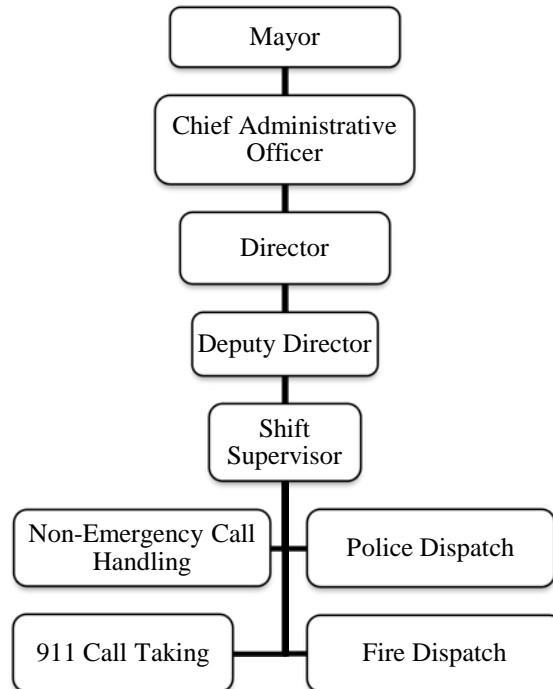 Mayor
Chief Administrative
Officer
Director
Deputy Director
Shift
Supervisor
Non-Emergency Call
Handling
Police Dispatch
911 Call Taking
Fire Dispatch